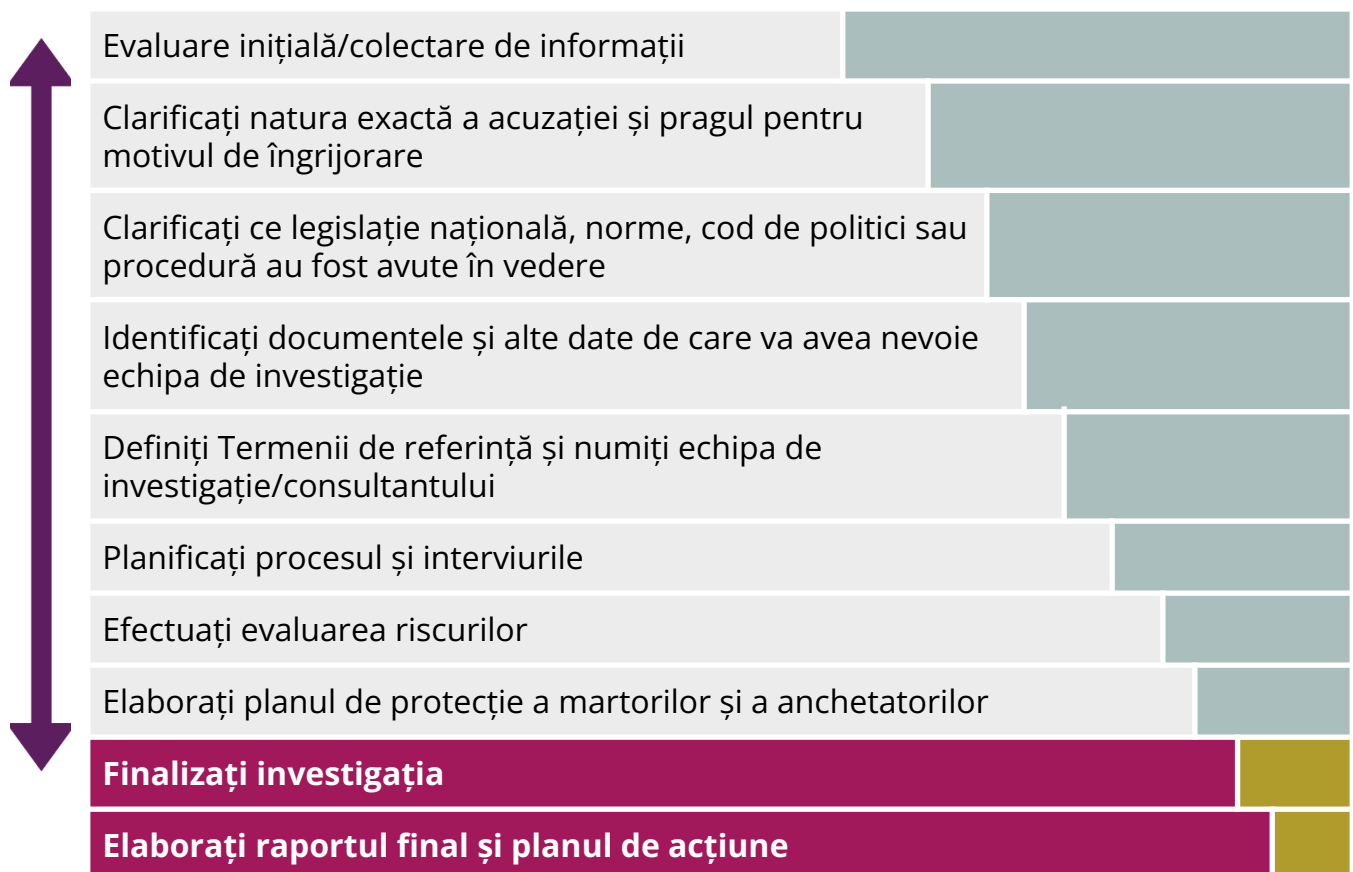 Evaluare inițială/colectare de informații
Clarificați natura exactă a acuzației și pragul pentru
motivul de îngrijorare
Clarificați ce legislație națională, norme, cod de politici sau
procedură au fost avute în vedere
Identificați documentele și alte date de care va avea nevoie
echipa de investigație
Definiți Termenii de referință și numiți echipa de
investigație/consultantului
Planificați procesul și interviurile
Efectuați evaluarea riscurilor
Elaborați planul de protecție a martorilor și a anchetatorilor
Finalizați investigația
Elaborați raportul final și planul de acțiune